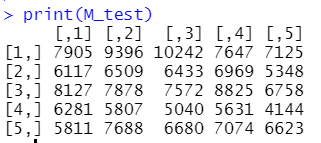 > print(M_test)
[,1] [,2] [,3] [,4] [,5]
[1,] 7905 9396 10242 7647 7125
[2,] 6117 6509 6433 6969 5348
[3,] 8127 7878 7572 8825 6758
[4,] 6281 5807 5040 5631 4144
[5,] 5811 7688 6680 7074 6623